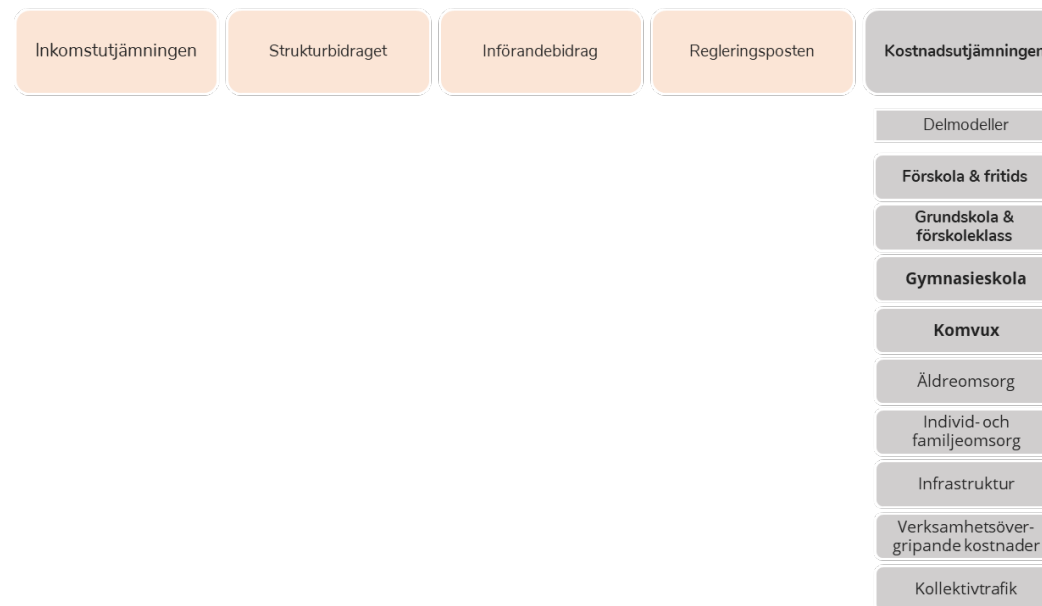 Inkomstutjämningen
Strukturbidraget
Införandebidrag
Regleringsposten
Kostnadsutjämningen
Delmodeller
Förskola & fritids
Grundskola &
förskoleklass
Gymnasieskola
Komvux
Äldreomsorg
Individ- och
familjeomsorg
Infrastruktur
Verksamhetsöver-
gripande kostnader
Kollektivtrafik